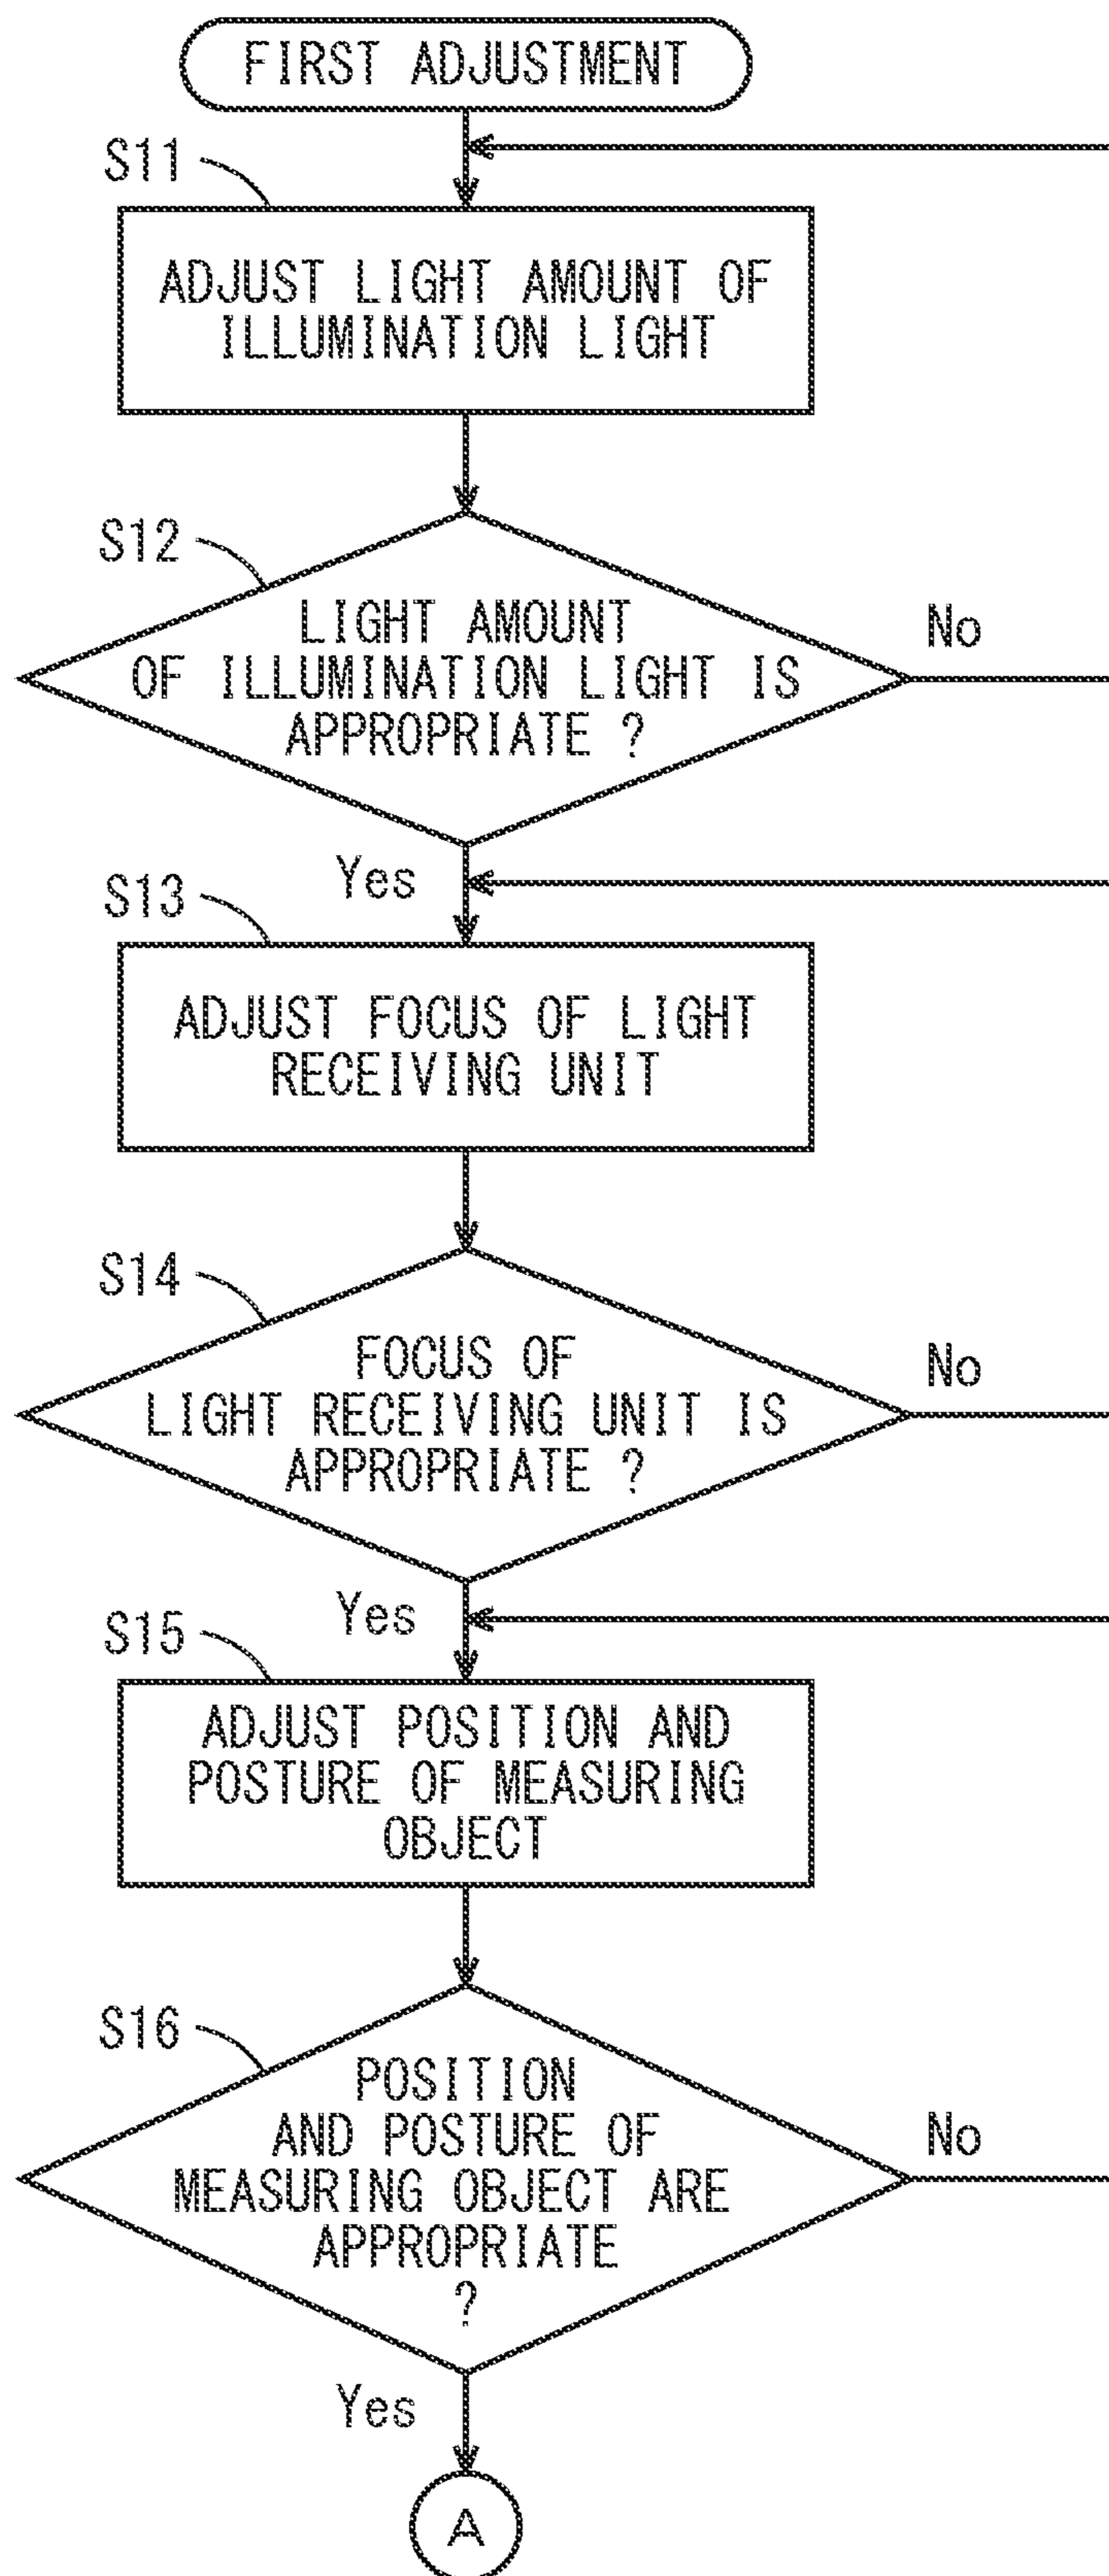 FIRST ADJUSTMENT
S11
ADJUST LIGHT AMOUNT OF
ILLUMINATION LIGHT
S12
LIGHT AMOUNT
OF ILLUMINATION LIGHT IS
APPROPRIATE ?
No
Yes
S13
ADJUST FOCUS OF LIGHT
RECEIVING UNIT
S14
FOCUS OF
LIGHT RECEIVING UNIT IS
APPROPRIATE ?
No
Yes
S15
ADJUST POSITION AND
POSTURE OF MEASURING
OBJECT
S16
POSITION
AND POSTURE OF
MEASURING OBJECT ARE
APPROPRIATE
?
No
Yes
A